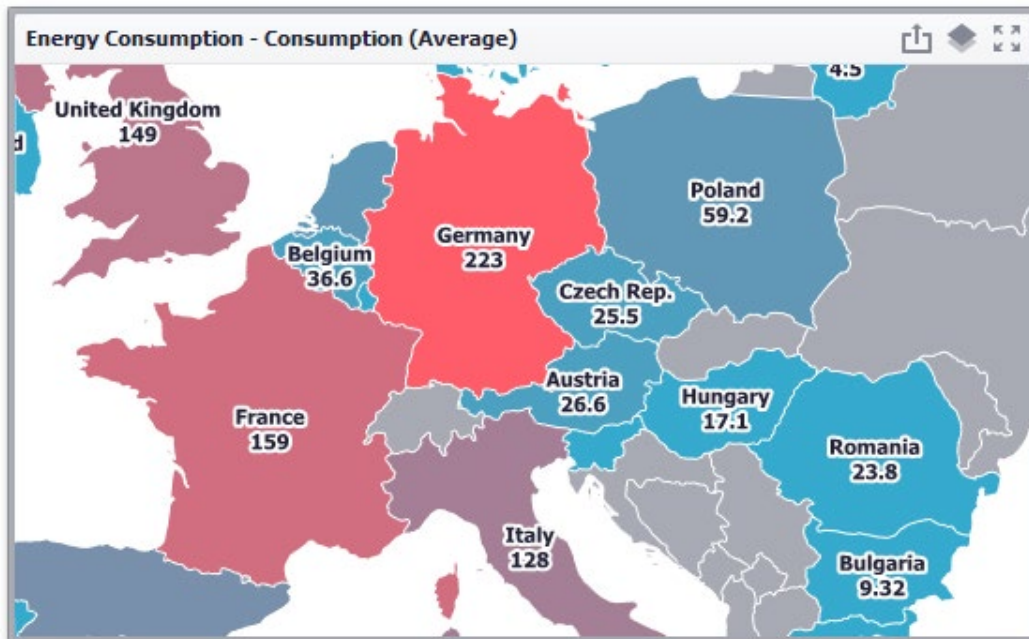 Energy Consumption - Consumption (Average)
4.5
United Kingdom
149
d
Poland
59.2
Germany
223
Belgium
36.6
Czech Rep.
25.5
Austria
26.6
Hungary
17.1
France
159
Romania
23.8
Italy
128
Bulgaria
9.32